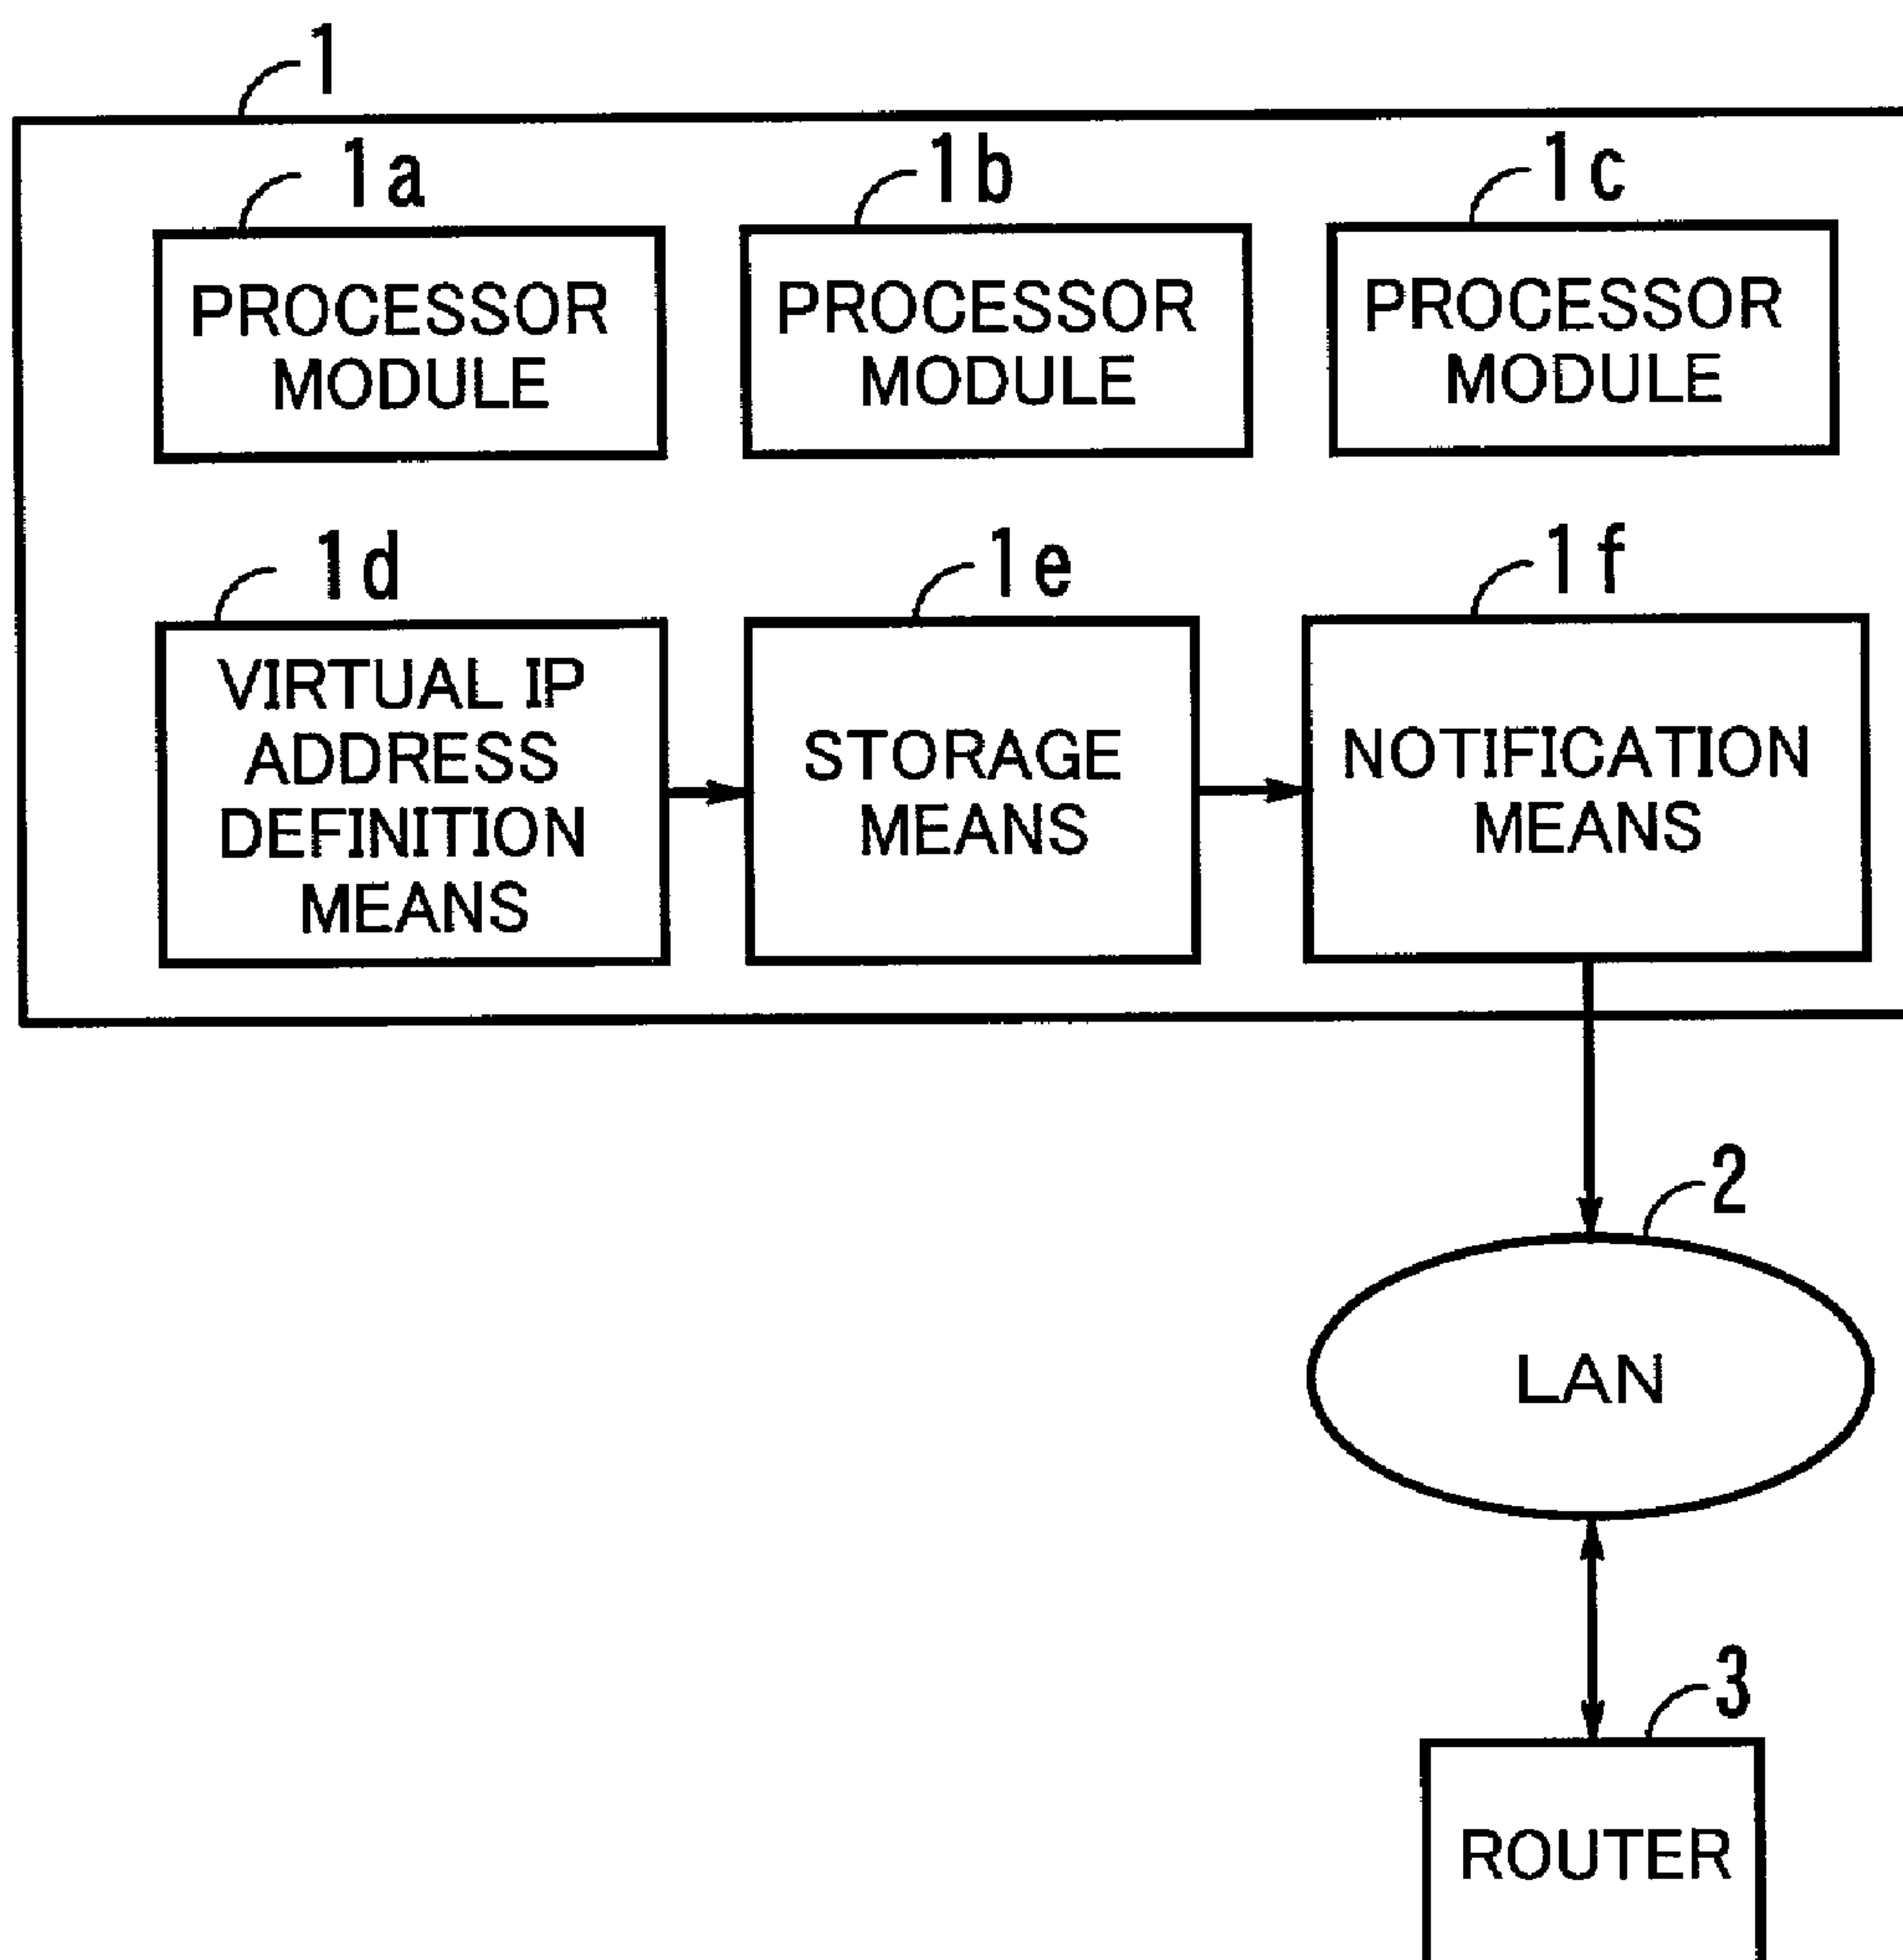 1
1a
1b
1c
PROCESSOR
MODULE
PROCESSOR
MODULE
PROCESSOR
MODULE
1d
1e
1f
VIRTUAL IP
ADDRESS
DEFINITION
MEANS
STORAGE
MEANS
NOTIFICATION
MEANS
2
LAN
3
ROUTER